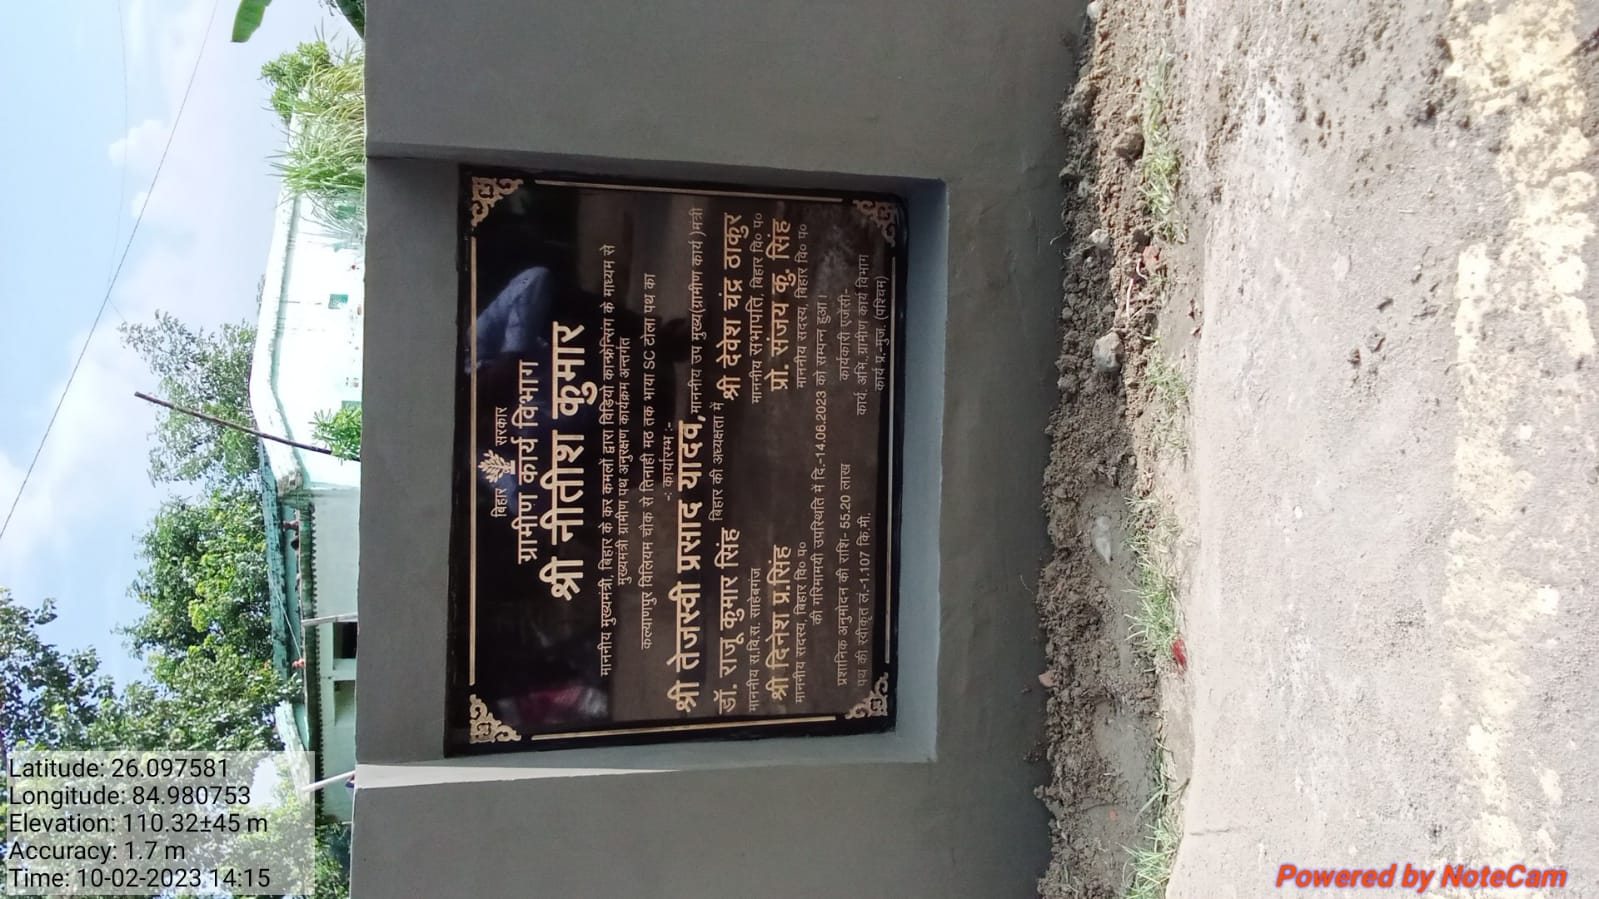 बिहार सरकार
ग्रामीण कार्य विभाग
श्री नीतीश कुमार
माननीय मुख्यमंत्री, बिहार के कर कमलों द्वारा विडियो कान्फ्रेन्सिंग के माध्यम से
मुख्यमंत्री ग्रामीण पथ अनुरक्षण कार्यक्रम अन्तर्गत
कल्याणपुर विलियम चौक से तिनाही मठ तक भाया SC टोला पथ का
-: कार्यारम्भ :-
श्री तेजस्वी प्रसाद यादव, माननीय उप मुख्य(ग्रामीण कार्य )मंत्री
बिहार की अध्यक्षता में
डॉ. राजू कुमार सिंह
माननीय स.वि.स. साहेबगंज
श्री देवेश चंद्र ठाकुर
माननीय सभापति, बिहार वि० प०
श्री दिनेश प्र.सिंह
माननीय सदस्य, बिहार वि० प०
प्रो. संजय कु. सिंह
माननीय सदस्य, बिहार वि० प०
की गरिमामयी उपस्थिति में दि.-14.06.2023 को सम्पन्न हुआ।
प्रशानिक अनुमोदन की राशि- 55.20 लाख
पथ की स्वीकृत लं.-1.107 कि.मी.
कार्यकारी एजेंसी-
कार्य. अभि. ग्रामीण कार्य विभाग
कार्य प्र.-मुज. (पश्चिम)
Latitude: 26.097581
Longitude: 84.980753
Elevation: 110.32±45 m
Accuracy: 1.7 m
Time: 10-02-2023 14:15
Powered by NoteCam